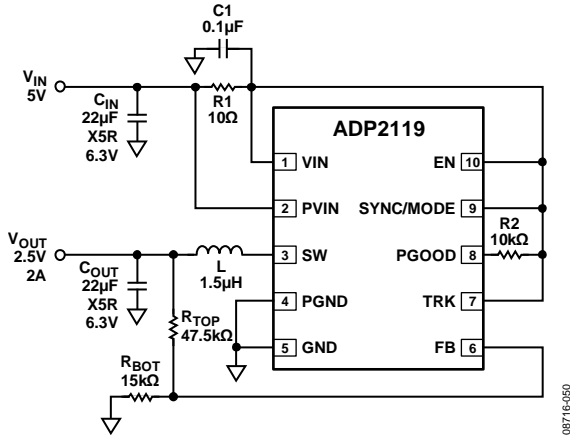 C1
0.1µF
VIN
5V
CIN
22µF
X5R
6.3V
R1
10Ω
ADP2119
1 VIN
EN 10
2 PVIN
SYNC/MODE 9
R2
10kΩ
VOUT
2.5V
2A
3 SW
PGOOD 8
L
1.5µH
COUT
22µF
X5R
6.3V
4 PGND
TRK 7
RTOP
47.5kΩ
5 GND
FB 6
RBOT
15kΩ
08716-050